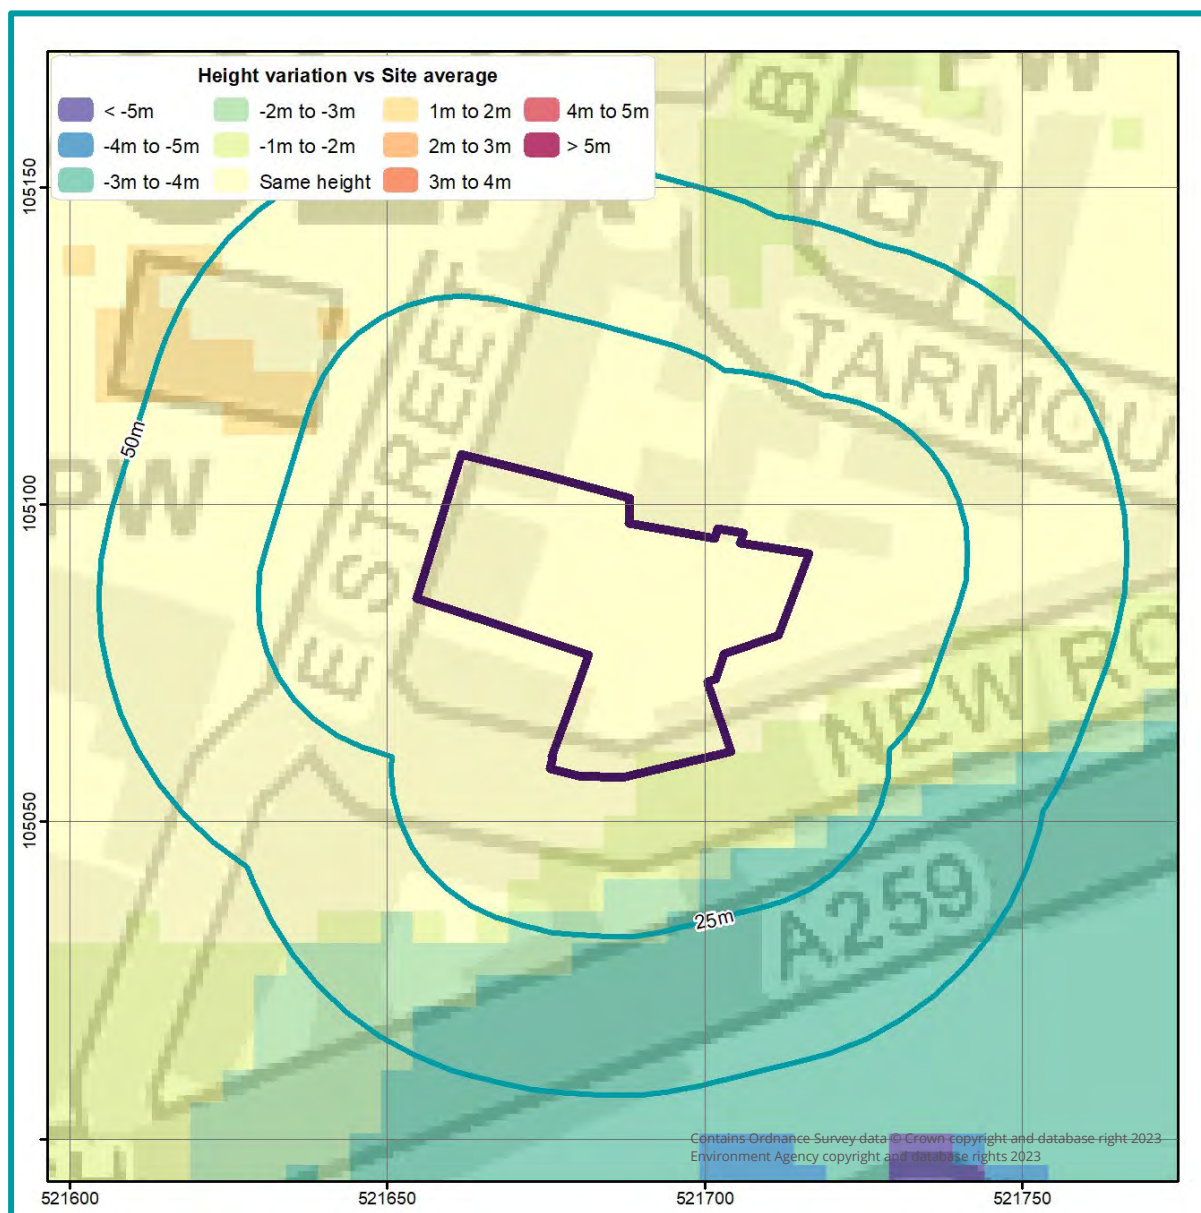 Height variation vs Site average
< -5m -2m to -3m 1m to 2m 4m to 5m
-4m to -5m -1m to -2m 2m to 3m > 5m
-3m to -4m Same height 3m to 4m
105150
TARMOU
50m
PW
105100
E STREET
NEW RO
105050
25m
A259
Contains Ordnance Survey data © Crown copyright and database right 2023
Environment Agency copyright and database rights 2023
521600 521650 521700 521750